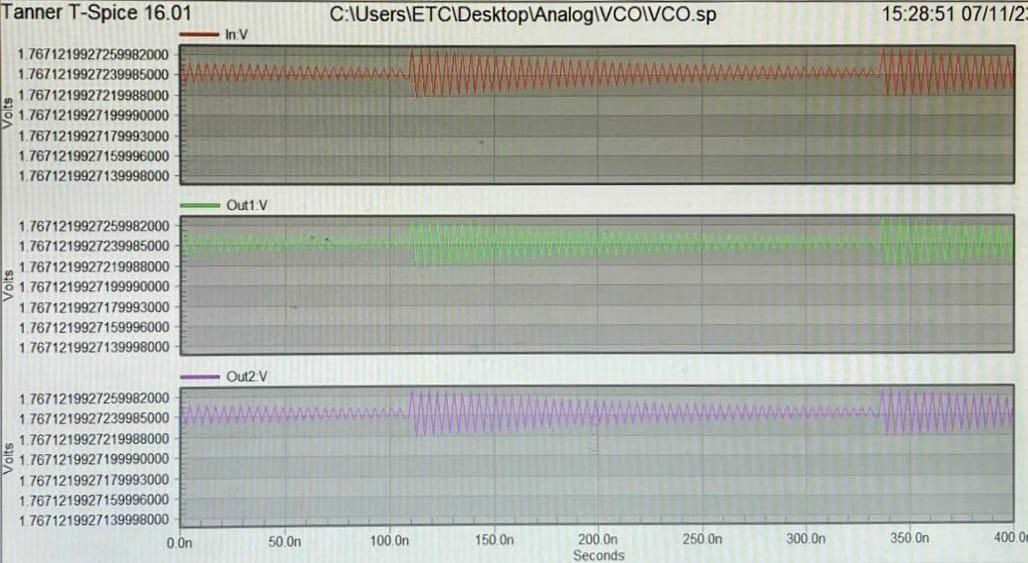 Tanner T-Spice 16.01 C:\Users\ETC\Desktop\Analog\VCO\VCO.sp 15:28:51 07/11/23
In:V
1.7671219927259982000
1.7671219927239985000
1.7671219927219988000
1.7671219927199990000
1.7671219927179993000
1.7671219927159996000
1.7671219927139998000
Volts
Out1:V
1.7671219927259982000
1.7671219927239985000
1.7671219927219988000
1.7671219927199990000
1.7671219927179993000
1.7671219927159996000
1.7671219927139998000
Volts
Out2:V
1.7671219927259982000
1.7671219927239985000
1.7671219927219988000
1.7671219927199990000
1.7671219927179993000
1.7671219927159996000
1.7671219927139998000
Volts
0.0n 50.0n 100.0n 150.0n 200.0n 250.0n 300.0n 350.0n 400.0n
Seconds